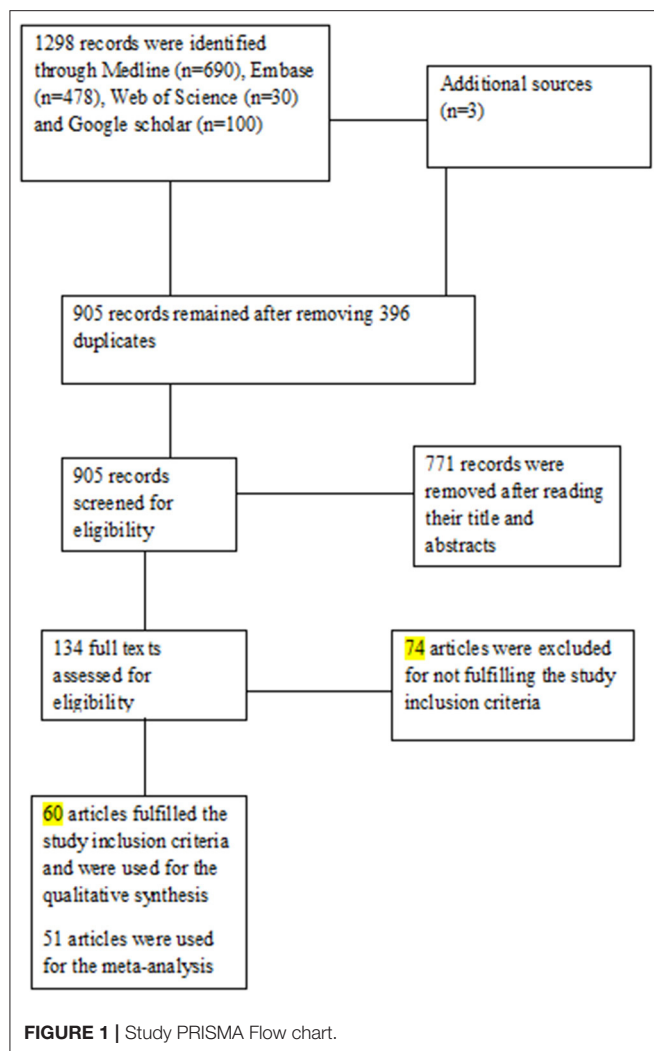 1298 records were identified
through Medline (n=690), Embase
(n=478), Web of Science (n=30)
and Google scholar (n=100)
Additional sources
(n=3)
905 records remained after removing 396
duplicates
905 records
screened for
eligibility
771 records were
removed after reading
their title and
abstracts
134 full texts
assessed for
eligibility
74 articles were excluded
for not fulfilling the study
inclusion criteria
60 articles fulfilled the
study inclusion criteria
and were used for the
qualitative synthesis
51 articles were used
for the meta-analysis
FIGURE 1 | Study PRISMA Flow chart.